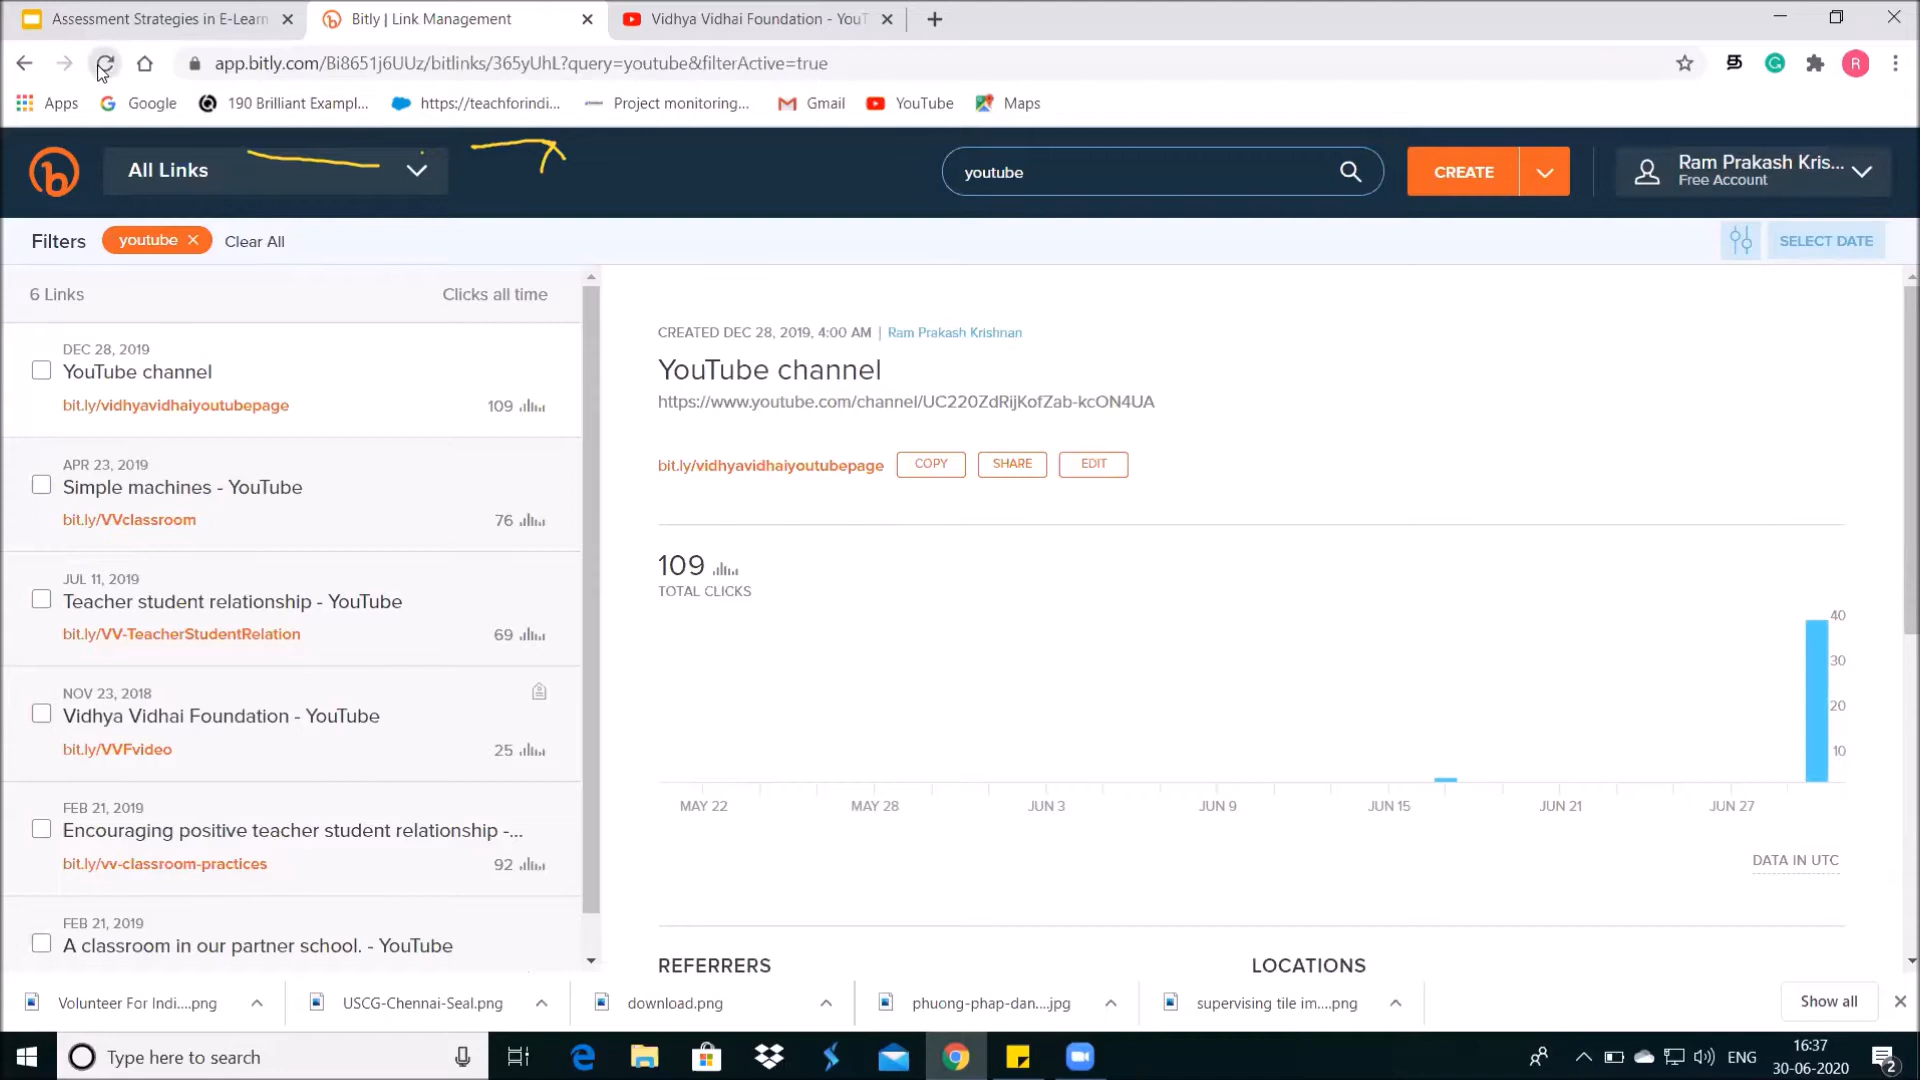 Assessment Strategies in E-Learn
Bitly | Link Management
Vidhya Vidhai Foundation - YouT
app.bitly.com/Bi8651j6UUz/bitlinks/365yUhL?query=youtube&filterActive=true
R
Apps
Google
190 Brilliant Exampl...
https://teachforindi...
Project monitoring...
Gmail
YouTube
Maps
All Links
youtube
CREATE
Ram Prakash Kris...
Free Account
Filters
youtube
Clear All
SELECT DATE
6 Links
Clicks all time
DEC 28, 2019
YouTube channel
bit.ly/vidhyavidhaiyoutubepage
109
APR 23, 2019
Simple machines - YouTube
bit.ly/VVclassroom
76
JUL 11, 2019
Teacher student relationship - YouTube
bit.ly/VV-TeacherStudentRelation
69
NOV 23, 2018
Vidhya Vidhai Foundation - YouTube
bit.ly/VVFvideo
25
FEB 21, 2019
Encouraging positive teacher student relationship -...
bit.ly/vv-classroom-practices
92
FEB 21, 2019
A classroom in our partner school. - YouTube
CREATED DEC 28, 2019, 4:00 AM | Ram Prakash Krishnan
YouTube channel
https://www.youtube.com/channel/UC220ZdRijKofZab-kcON4UA
bit.ly/vidhyavidhaiyoutubepage
COPY
SHARE
EDIT
109
TOTAL CLICKS
40
30
20
10
MAY 22
MAY 28
JUN 3
JUN 9
JUN 15
JUN 21
JUN 27
DATA IN UTC
REFERRERS
LOCATIONS
Volunteer For Indi....png
USCG-Chennai-Seal.png
download.png
phuong-phap-dan....jpg
supervising tile im....png
Show all
Type here to search
ENG
16:37
30-06-2020
2